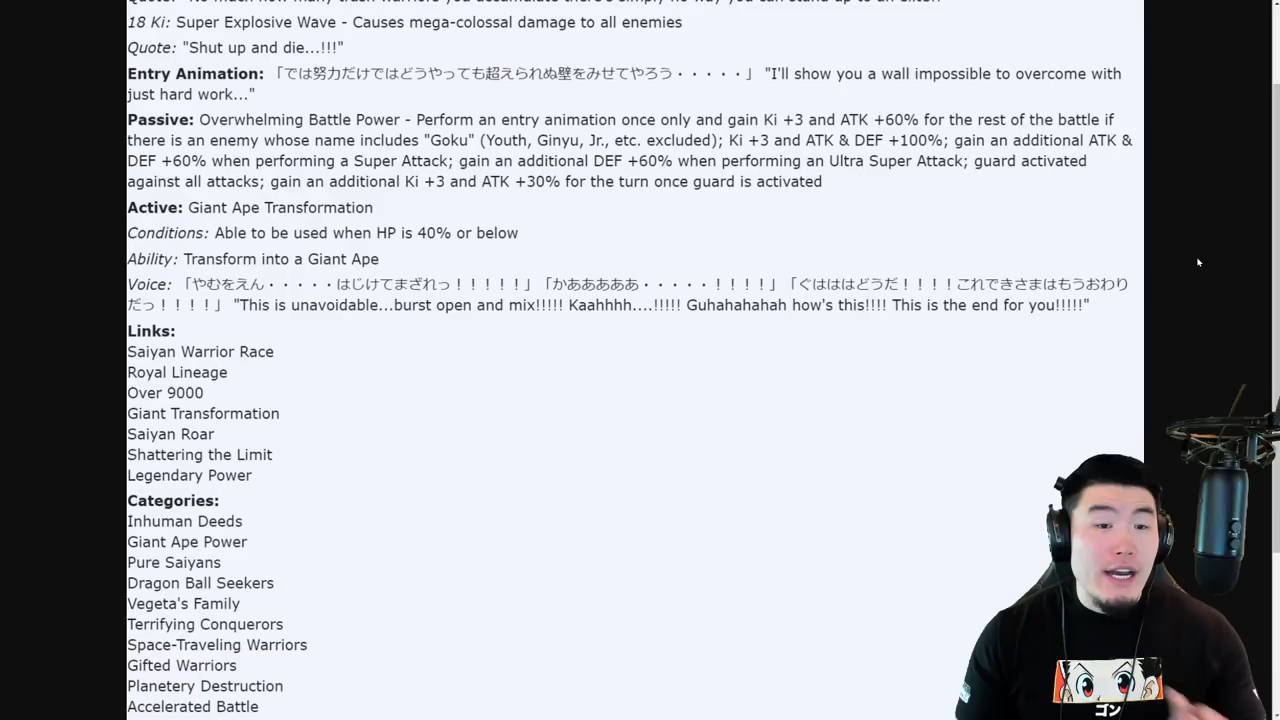 18 Ki: Super Explosive Wave - Causes mega-colossal damage to all enemies
Quote: "Shut up and die...!!!"
Entry Animation: 「では努力だけではどうやっても超えられぬ壁をみせてやろう・・・・・」 "I'll show you a wall impossible to overcome with
just hard work..."
Passive: Overwhelming Battle Power - Perform an entry animation once only and gain Ki +3 and ATK +60% for the rest of the battle if
there is an enemy whose name includes "Goku" (Youth, Ginyu, Jr., etc. excluded); Ki +3 and ATK & DEF +100%; gain an additional ATK &
DEF +60% when performing a Super Attack; gain an additional DEF +60% when performing an Ultra Super Attack; guard activated
against all attacks; gain an additional Ki +3 and ATK +30% for the turn once guard is activated
Active: Giant Ape Transformation
Conditions: Able to be used when HP is 40% or below
Ability: Transform into a Giant Ape
Voice: 「やむをえん・・・・・はじけてまざれっ！！！！！」「かあああああ・・・・・！！！！」「ぐはははどうだ！！！！これできさまはもうおわり
だっ！！！！」 "This is unavoidable...burst open and mix!!!!! Kaahhhh....!!!!! Guhahahahah how's this!!!! This is the end for you!!!!!"
Links:
Saiyan Warrior Race
Royal Lineage
Over 9000
Giant Transformation
Saiyan Roar
Shattering the Limit
Legendary Power
Categories:
Inhuman Deeds
Giant Ape Power
Pure Saiyans
Dragon Ball Seekers
Vegeta's Family
Terrifying Conquerors
Space-Traveling Warriors
Gifted Warriors
Planetery Destruction
Accelerated Battle
ゴン